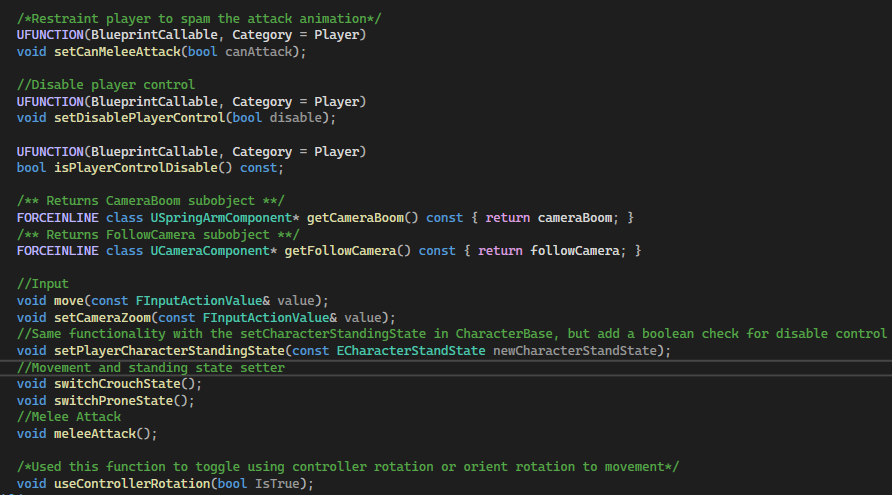 /*Restraint player to spam the attack animation*/
UFUNCTION(BlueprintCallable, Category = Player)
void setCanMeleeAttack(bool canAttack);
//Disable player control
UFUNCTION(BlueprintCallable, Category = Player)
void setDisablePlayerControl(bool disable);
UFUNCTION(BlueprintCallable, Category = Player)
bool isPlayerControlDisable() const;
/** Returns CameraBoom subobject **/
FORCEINLINE class USpringArmComponent* getCameraBoom() const { return cameraBoom; }
/** Returns FollowCamera subobject **/
FORCEINLINE class UCameraComponent* getFollowCamera() const { return followCamera; }
//Input
void move(const FInputActionValue& value);
void setCameraZoom(const FInputActionValue& value);
//Same functionality with the setCharacterStandingState in CharacterBase, but add a boolean check for disable control
void setPlayerCharacterStandingState(const ECharacterStandState newCharacterStandState);
//Movement and standing state setter
void switchCrouchState();
void switchProneState();
//Melee Attack
void meleeAttack();
/*Used this function to toggle using controller rotation or orient rotation to movement*/
void useControllerRotation(bool IsTrue);